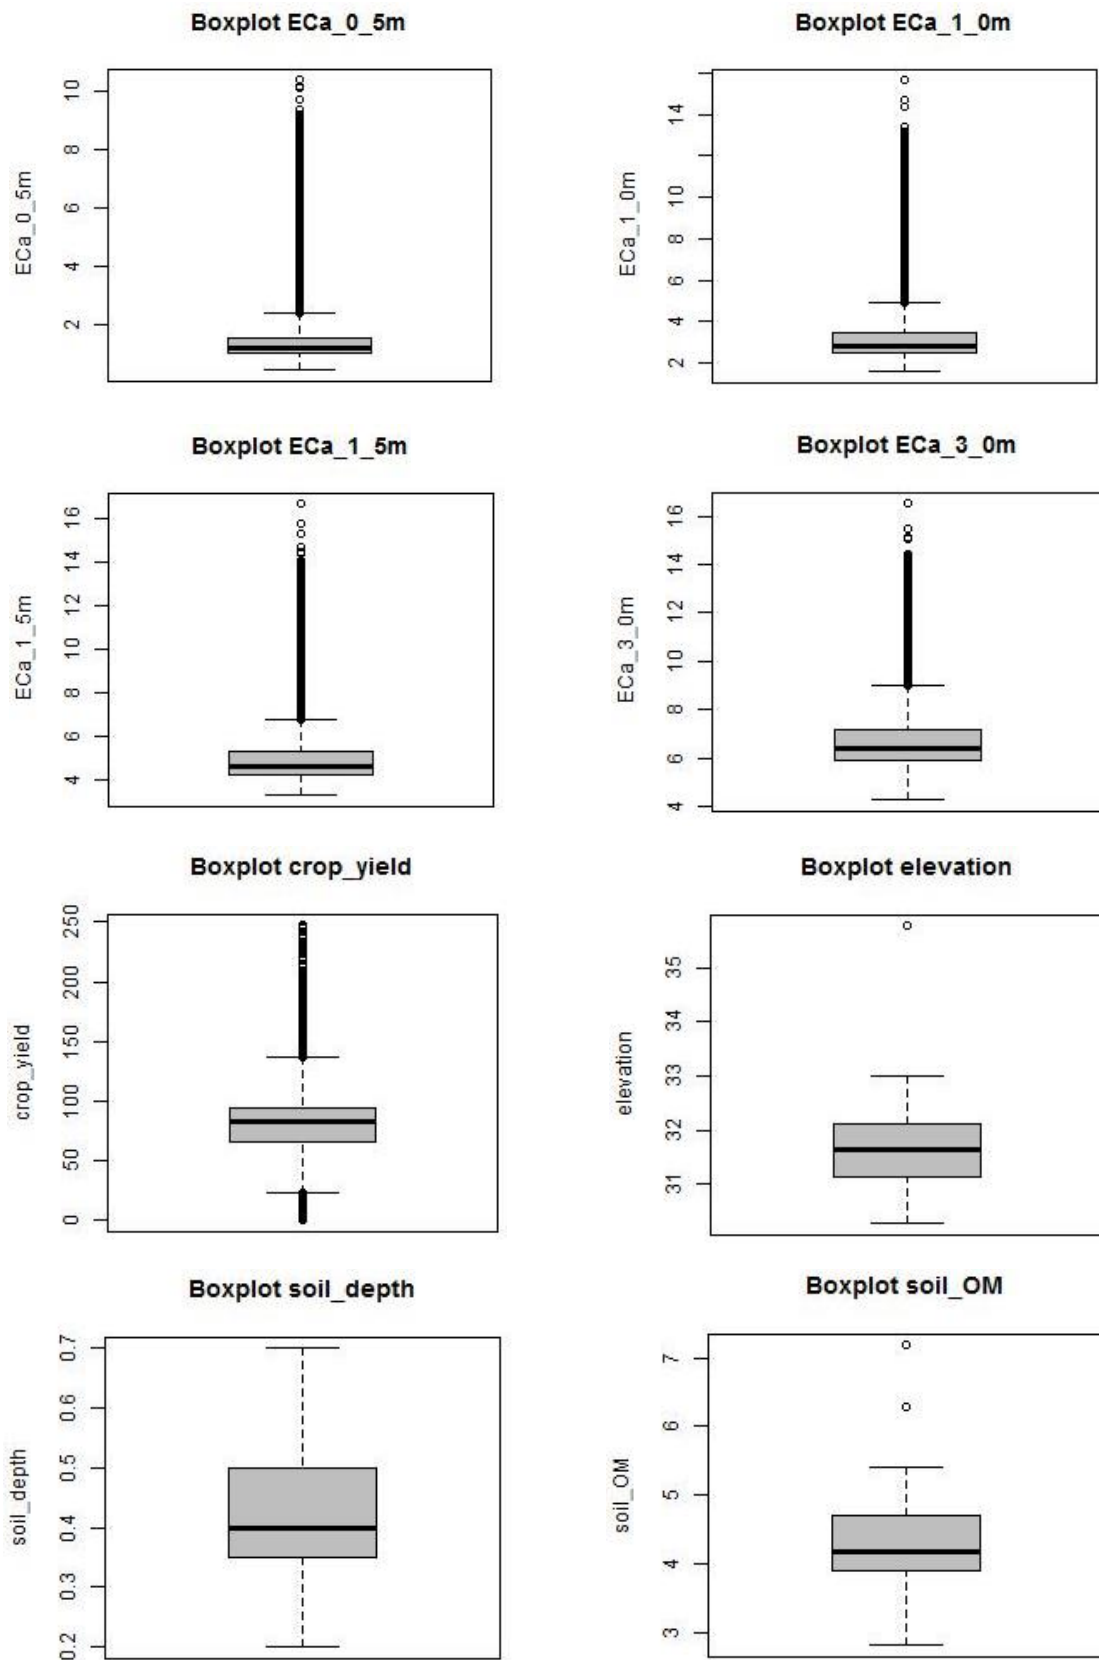 Boxplot ECa_0_5m
ECa_0_5m
10
8
6
4
2
Boxplot ECa_1_0m
ECa_1_0m
14
10
8
6
4
2
Boxplot ECa_1_5m
ECa_1_5m
16
14
12
10
8
6
4
Boxplot ECa_3_0m
ECa_3_0m
16
14
12
10
8
6
4
Boxplot crop_yield
crop_yield
250
200
150
100
50
0
Boxplot elevation
elevation
35
34
33
32
31
Boxplot soil_depth
soil_depth
0.7
0.6
0.5
0.4
0.3
0.2
Boxplot soil_OM
soil_OM
7
6
5
4
3